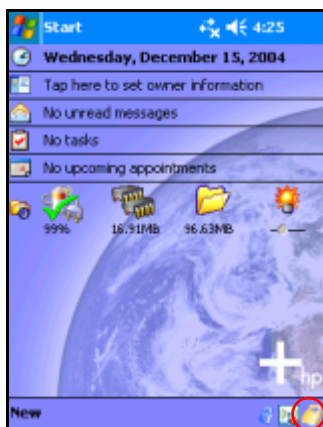 Start 4:25
Wednesday, December 15, 2004
Tap here to set owner information
No unread messages
No tasks
No upcoming appointments
99% 16.91MB 96.63MB
hp
New